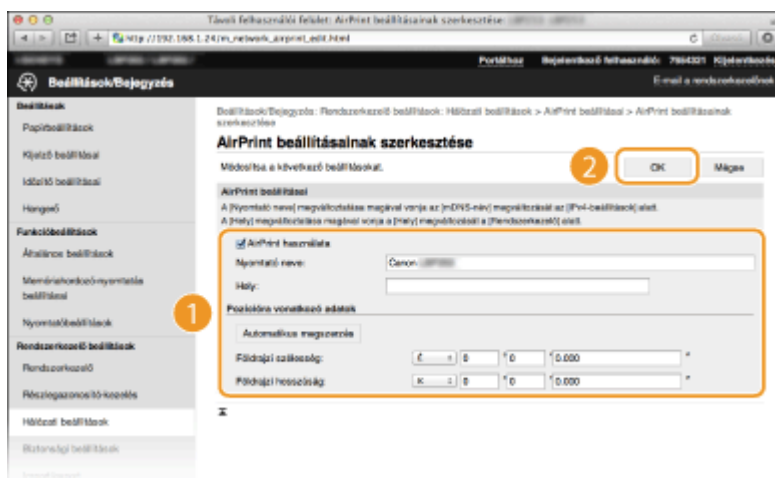 Távoli felhasználói felület: AirPrint beállításainak szerkesztése:
http://192.168.1.24/m_network_airprint_edit.html
Portálhoz Bejelentkező felhasználó: 7654321 Kijelentkezés
Beállítások/Bejegyzés
E-mail a rendszerkezelőnek
Beállítások
Papírbeállítások
Kijelző beállításai
Időzítő beállításai
Hangerő
Funkcióbeállítások
Általános beállítások
Memóriahordozó-nyomtatás
beállításai
Nyomtatóbeállítások
Rendszerkezelő beállítások
Rendszerkezelő
Részlegazonosító-kezelés
Hálózati beállítások
Biztonsági beállítások
Beállítások/Bejegyzés: Rendszerkezelő beállítások: Hálózati beállítások > AirPrint beállításai > AirPrint beállításainak
szerkesztése
AirPrint beállításainak szerkesztése
Módosítsa a következő beállításokat.
2
OK
Mégse
AirPrint beállításai
A [Nyomtató neve] megváltoztatása magával vonja az [mDNS-név] megváltozását az [IPv4-beállítások] alatt.
A [Hely] megváltoztatása magával vonja a [Hely] megváltozását a [Rendszerkezelő] alatt.
1
AirPrint használata
Nyomtató neve: Canon
Hely:
Pozícióra vonatkozó adatok
Automatikus megszerzés
Földrajzi szélesség: É 0 ° 0 ' 0.000 "
Földrajzi hosszúság: K 0 ° 0 ' 0.000 "